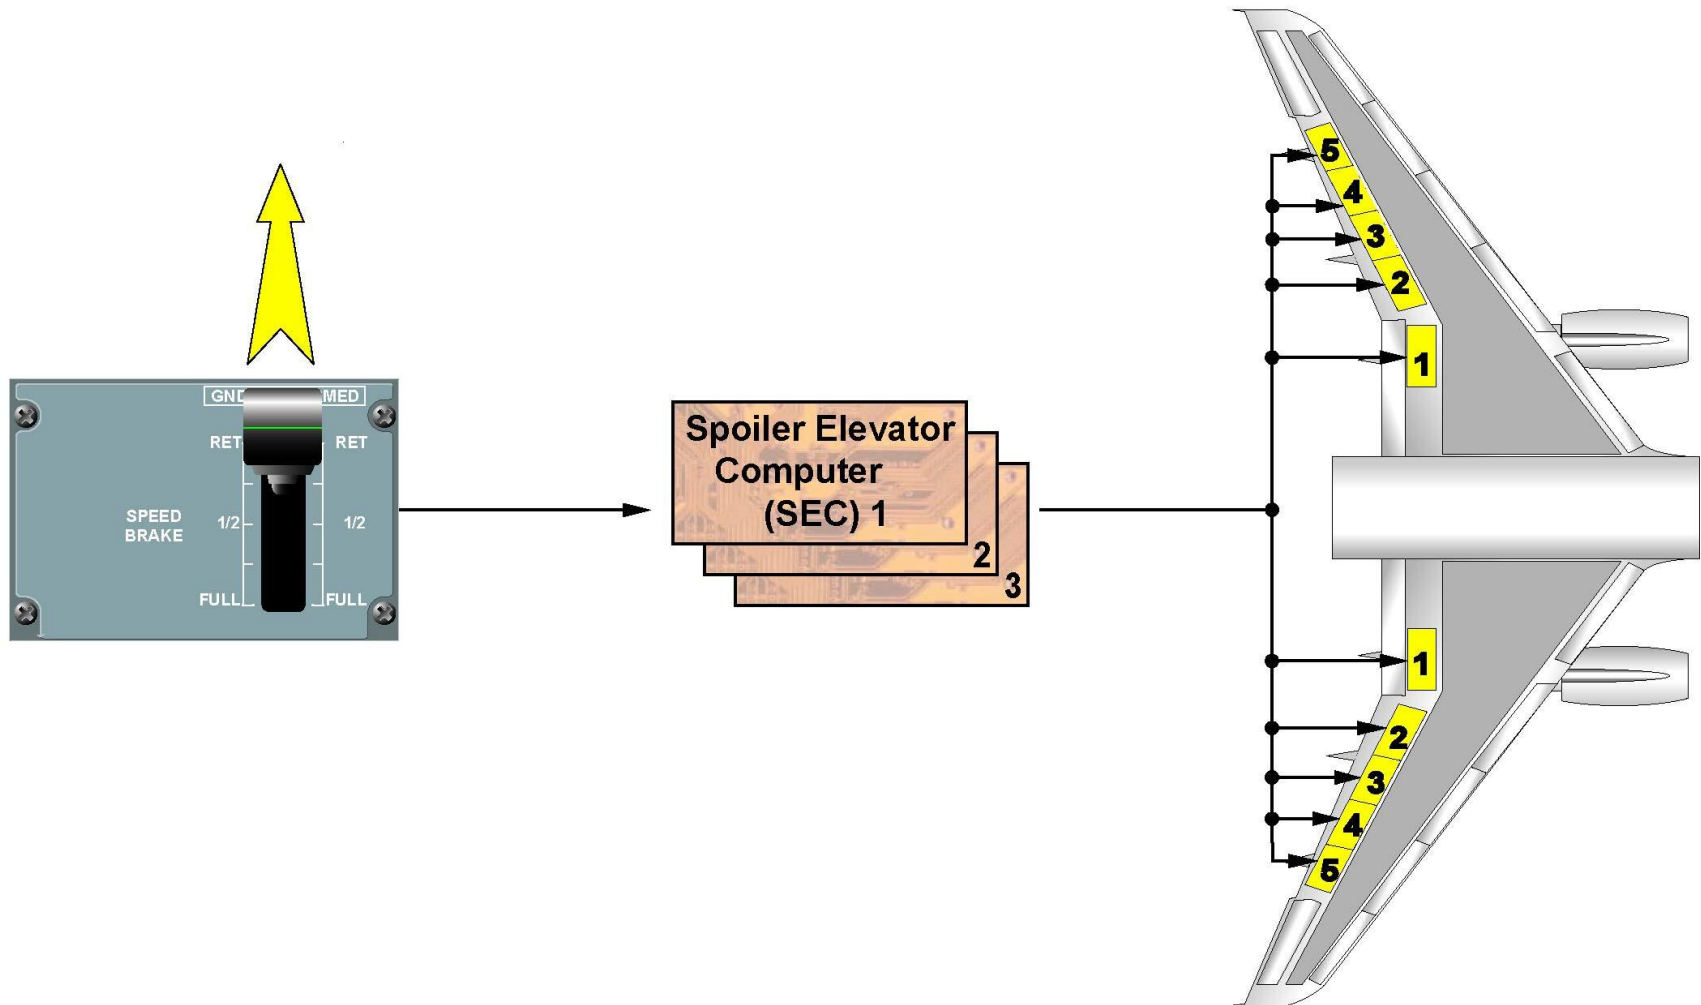 GND
MED
RET
RET
SPEED
BRAKE
1/2
1/2
FULL
FULL
Spoiler Elevator
Computer
(SEC) 1
2
3
5
4
3
2
1
1
2
3
4
5